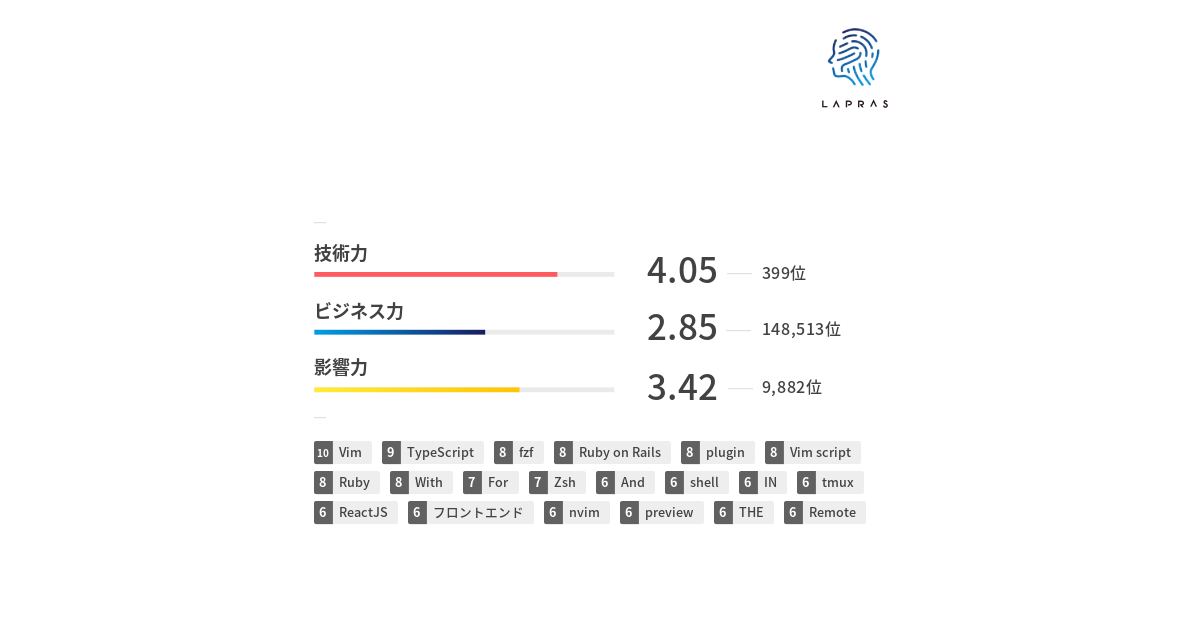 LAPRAS
技術力 4.05 399位
ビジネス力 2.85 148,513位
影響力 3.42 9,882位
10 Vim 9 TypeScript 8 fzf 8 Ruby on Rails 8 plugin 8 Vim script
8 Ruby 8 With 7 For 7 Zsh 6 And 6 shell 6 IN 6 tmux
6 ReactJS 6 フロントエンド 6 nvim 6 preview 6 THE 6 Remote